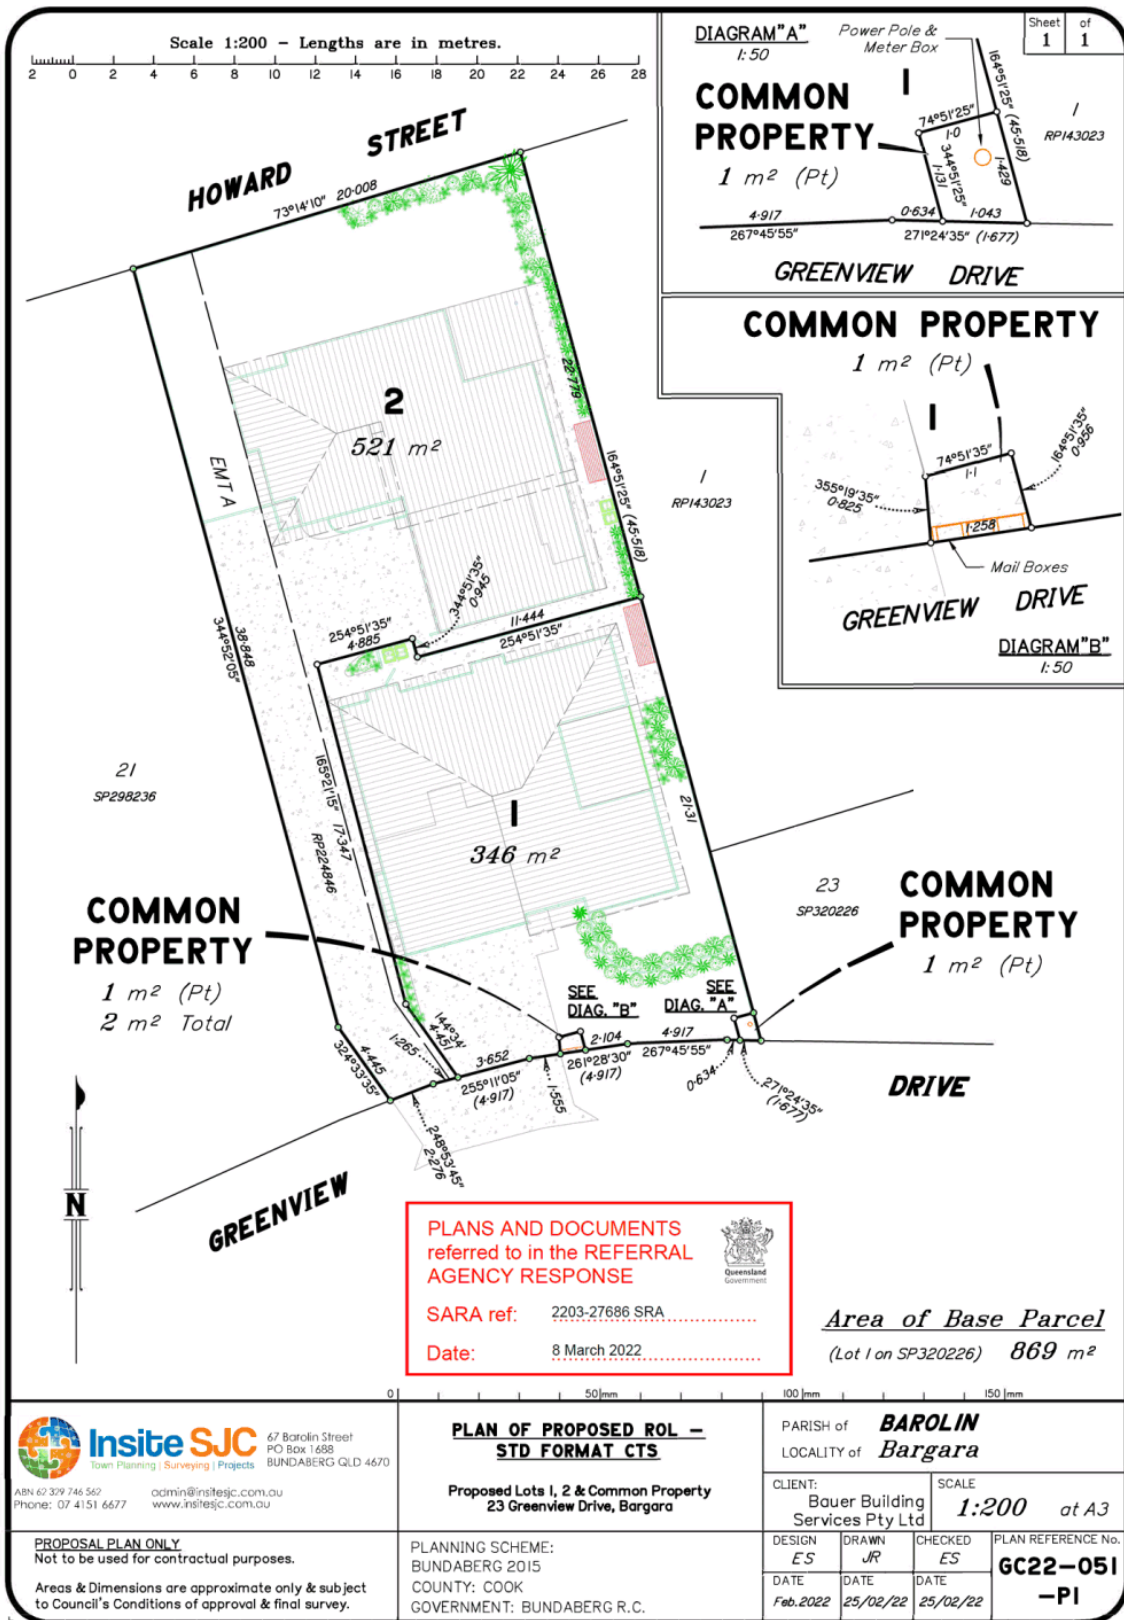 Scale 1:200 - Lengths are in metres.
2 0 2 4 6 8 10 12 14 16 18 20 22 24 26 28
Sheet 1 of 1
DIAGRAM "A"
1:50
Power Pole &
Meter Box
COMMON
PROPERTY
1 m² (Pt)
1
74°51'25"
1·0
344°51'25"
1·131
164°51'25" (45·518)
1·429
1
RP143023
4·917
267°45'55"
0·634
1·043
271°24'35" (1·677)
GREENVIEW DRIVE
COMMON PROPERTY
1 m² (Pt)
1
74°51'35"
1·1
164°51'35"
0·956
355°19'35"
0·825
1·258
Mail Boxes
GREENVIEW DRIVE
DIAGRAM "B"
1:50
HOWARD STREET
73°14'10" 20·008
2
521 m²
EMT A
22·779
164°51'25" (45·518)
1
RP143023
344°51'35"
0·945
254°51'35"
4·885
11·444
254°51'35"
38·848
344°52'05"
165°21'15" 17·347
RP224846
21
SP298236
1
346 m²
21·31
23
SP320226
COMMON
PROPERTY
1 m² (Pt)
2 m² Total
COMMON
PROPERTY
1 m² (Pt)
SEE
DIAG. "B"
SEE
DIAG. "A"
144°34'
4·451
1·265
4·445
324°33'35"
3·652
255°11'05"
(4·917)
1·555
2·104
261°28'30"
(4·917)
4·917
267°45'55"
0·634
271°24'35"
(1·677)
248°53'45"
2·276
GREENVIEW
DRIVE
N
PLANS AND DOCUMENTS
referred to in the REFERRAL
AGENCY RESPONSE
Queensland
Government
SARA ref: 2203-27686 SRA
Date: 8 March 2022
Area of Base Parcel
(Lot 1 on SP320226) 869 m²
0 50mm 100mm 150mm
Insite SJC
Town Planning | Surveying | Projects
67 Barolin Street
PO Box 1688
BUNDABERG QLD 4670
ABN 62 329 746 562
Phone: 07 4151 6677
admin@insitesjc.com.au
www.insitesjc.com.au
PROPOSAL PLAN ONLY
Not to be used for contractual purposes.
Areas & Dimensions are approximate only & subject
to Council's Conditions of approval & final survey.
PLAN OF PROPOSED ROL -
STD FORMAT CTS
Proposed Lots 1, 2 & Common Property
23 Greenview Drive, Bargara
PLANNING SCHEME:
BUNDABERG 2015
COUNTY: COOK
GOVERNMENT: BUNDABERG R.C.
PARISH of BAROLIN
LOCALITY of Bargara
CLIENT:
Bauer Building
Services Pty Ltd
SCALE
1:200 at A3
DESIGN
ES
DRAWN
JR
CHECKED
ES
DATE
Feb.2022
DATE
25/02/22
DATE
25/02/22
PLAN REFERENCE No.
GC22-051
-P1